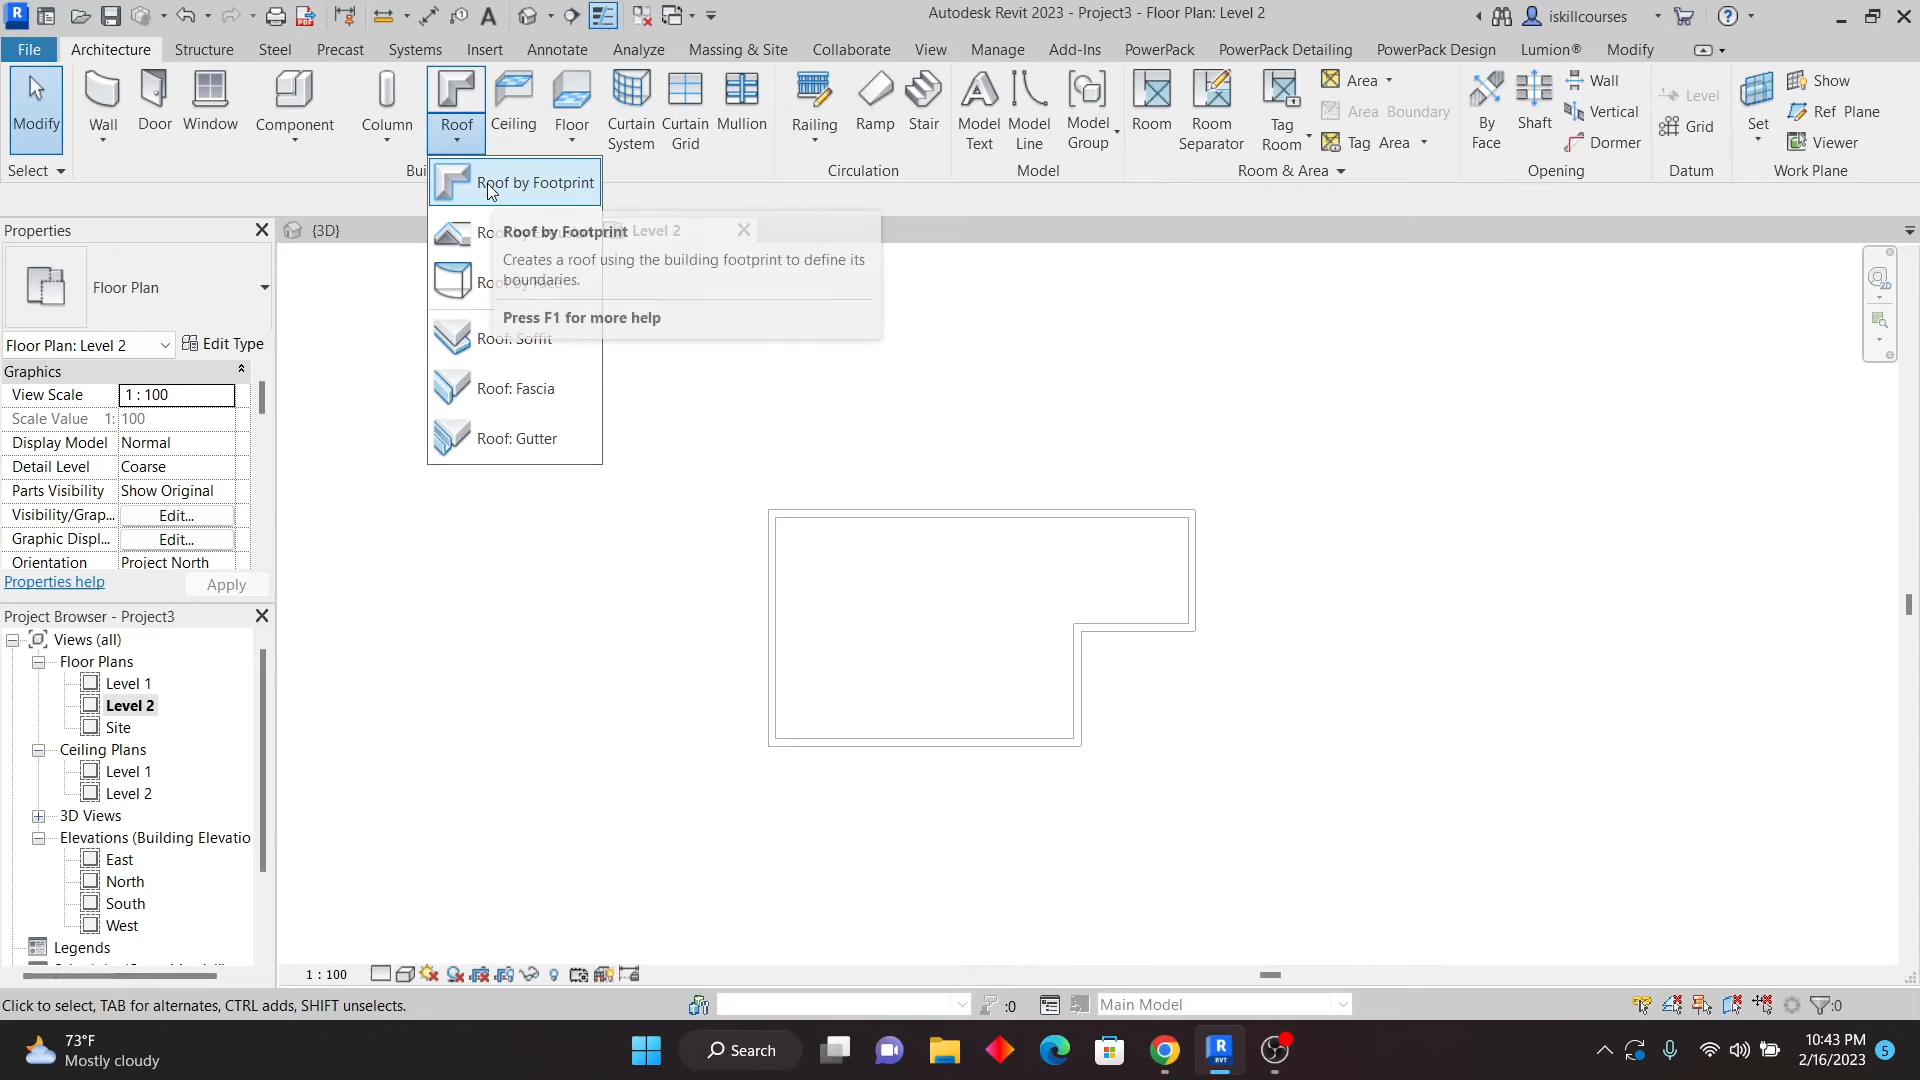 Autodesk Revit 2023 - Project3 - Floor Plan: Level 2
iskillcourses
File
Architecture
Structure
Steel
Precast
Systems
Insert
Annotate
Analyze
Massing & Site
Collaborate
View
Manage
Add-Ins
PowerPack
PowerPack Detailing
PowerPack Design
Lumion®
Modify
Modify
Wall
Door
Window
Component
Column
Roof
Ceiling
Floor
Curtain
System
Curtain
Grid
Mullion
Railing
Ramp
Stair
Model
Text
Model
Line
Model
Group
Room
Room
Separator
Tag
Room
Area
Area Boundary
Tag Area
By
Face
Shaft
Wall
Vertical
Dormer
Level
Grid
Set
Show
Ref Plane
Viewer
Select
Circulation
Model
Room & Area
Opening
Datum
Work Plane
Roof by Footprint
Roof: Soffit
Roof: Fascia
Roof: Gutter
Roof by Footprint
Creates a roof using the building footprint to define its
boundaries.
Press F1 for more help
{3D}
Level 2
Properties
Floor Plan
Floor Plan: Level 2
Edit Type
Graphics
View Scale
1 : 100
Scale Value 1:
100
Display Model
Normal
Detail Level
Coarse
Parts Visibility
Show Original
Visibility/Grap...
Edit...
Graphic Displ...
Edit...
Orientation
Project North
Properties help
Apply
Project Browser - Project3
Views (all)
Floor Plans
Level 1
Level 2
Site
Ceiling Plans
Level 1
Level 2
3D Views
Elevations (Building Elevatio
East
North
South
West
Legends
1 : 100
Click to select, TAB for alternates, CTRL adds, SHIFT unselects.
:0
Main Model
:0
73°F
Mostly cloudy
Search
10:43 PM
2/16/2023
5